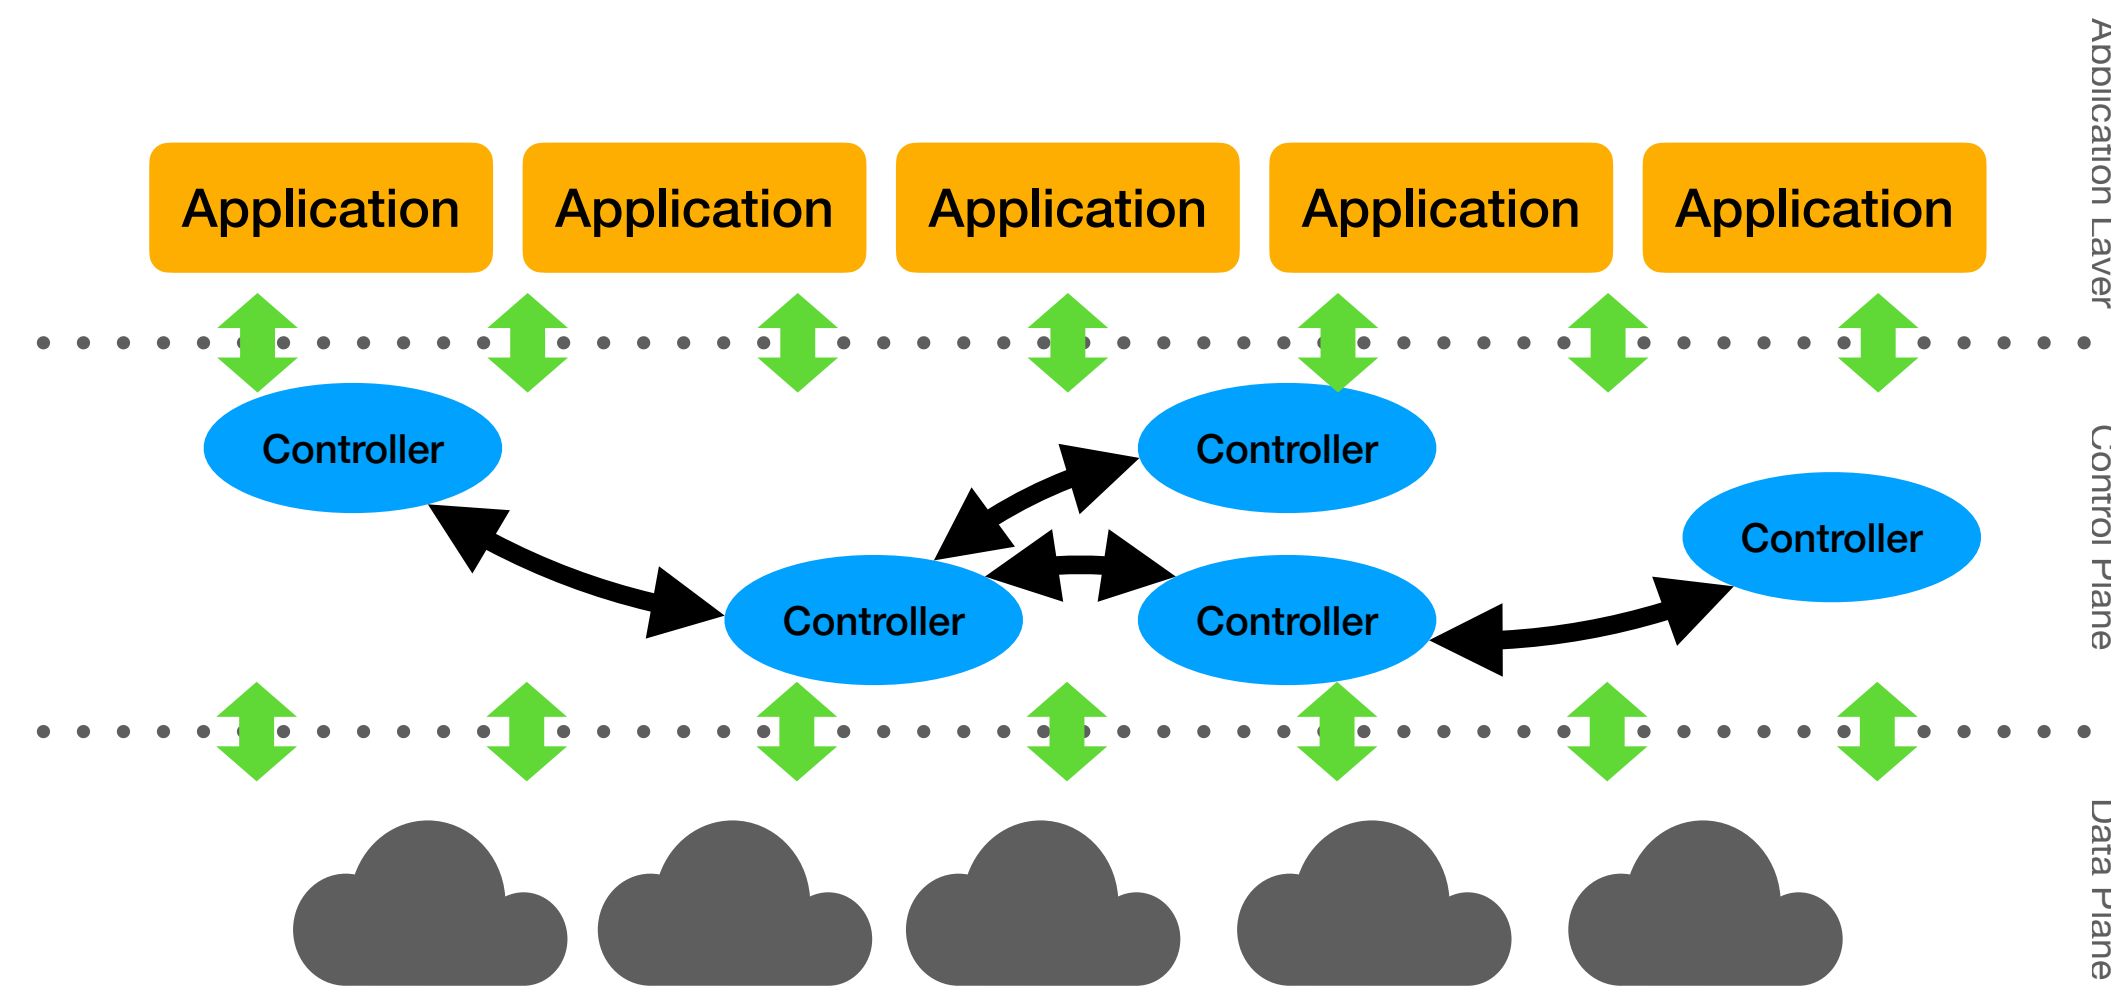 Application Layer
Application
Application
Application
Application
Application
Controller
Controller
Controller
Controller
Controller
Control Plane
Data Plane